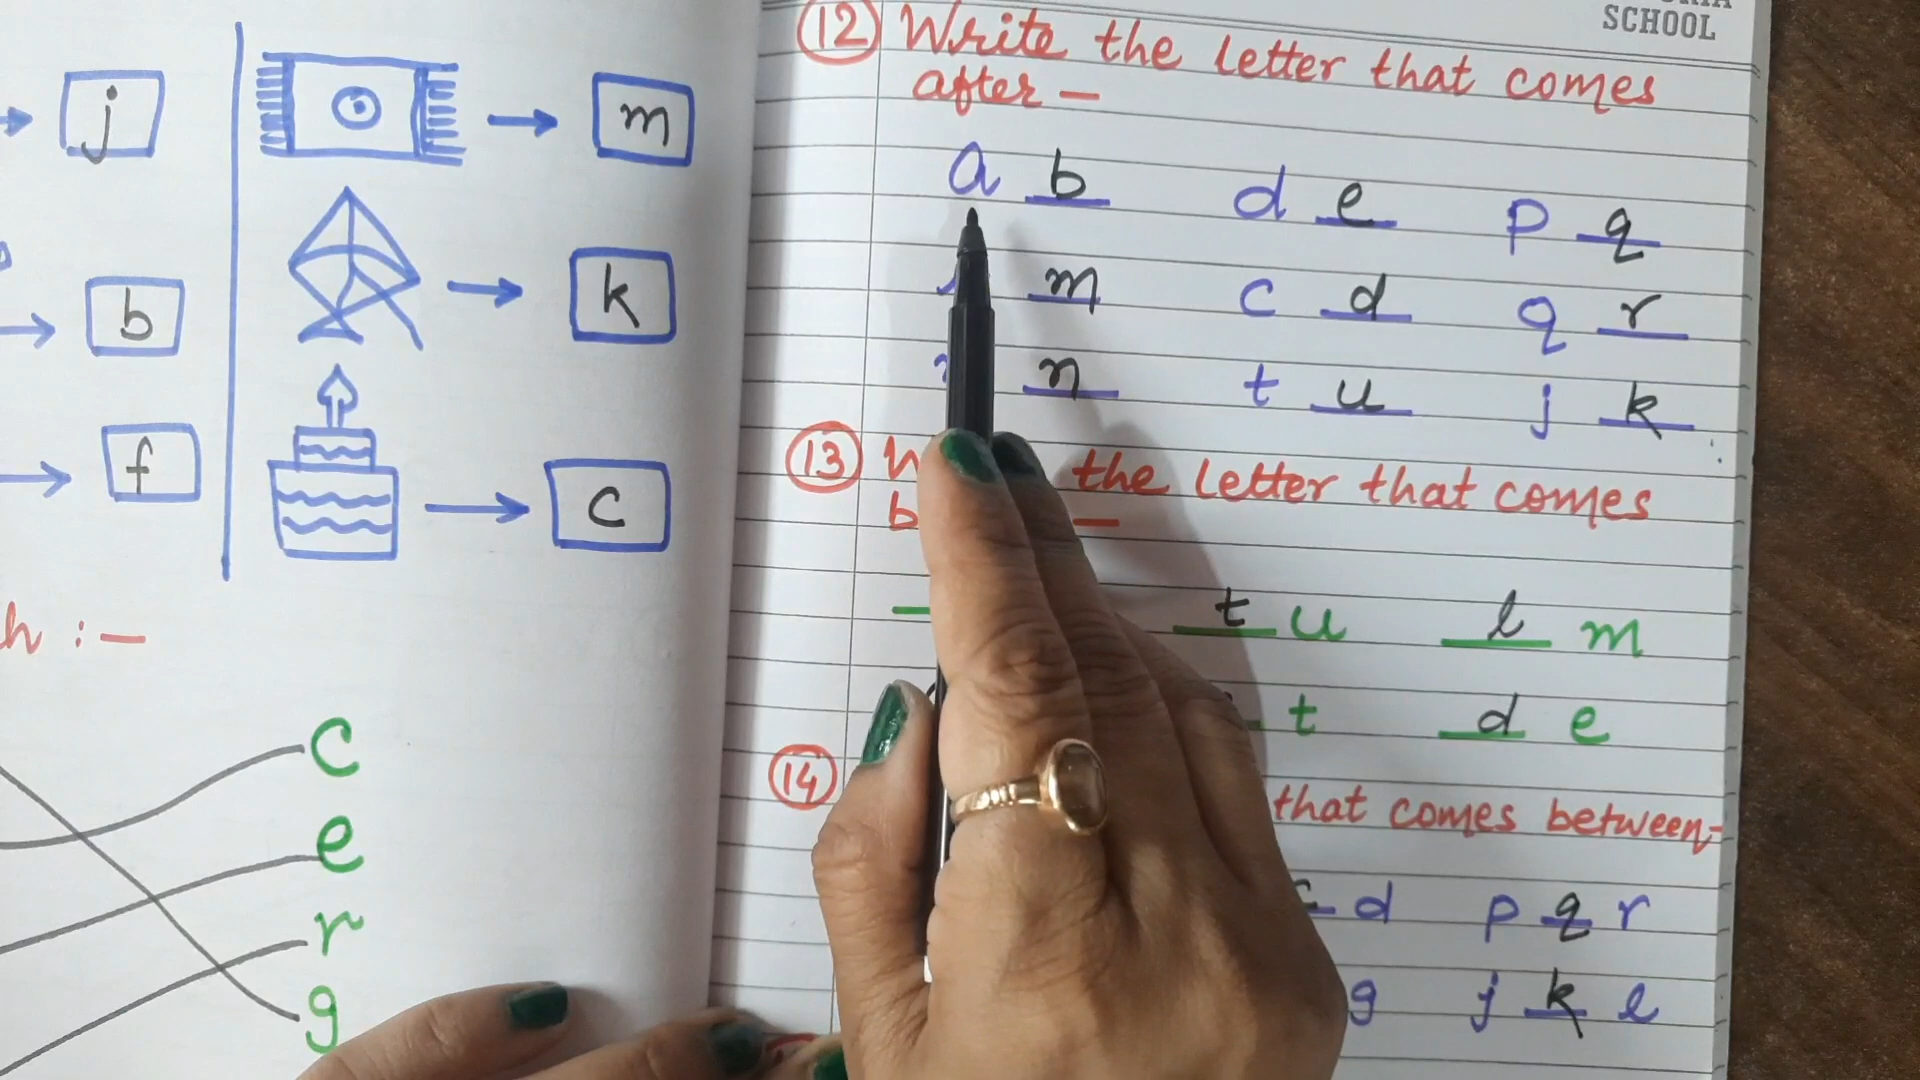 j
m
b
k
f
c
h :-
c
e
r
g
SCHOOL
12 Write the letter that comes
after -
a b d e p q
m c d q r
n t u j k
13 the letter that comes
-
t u l m
t d e
14 that comes between-
c d p q r
g j k l